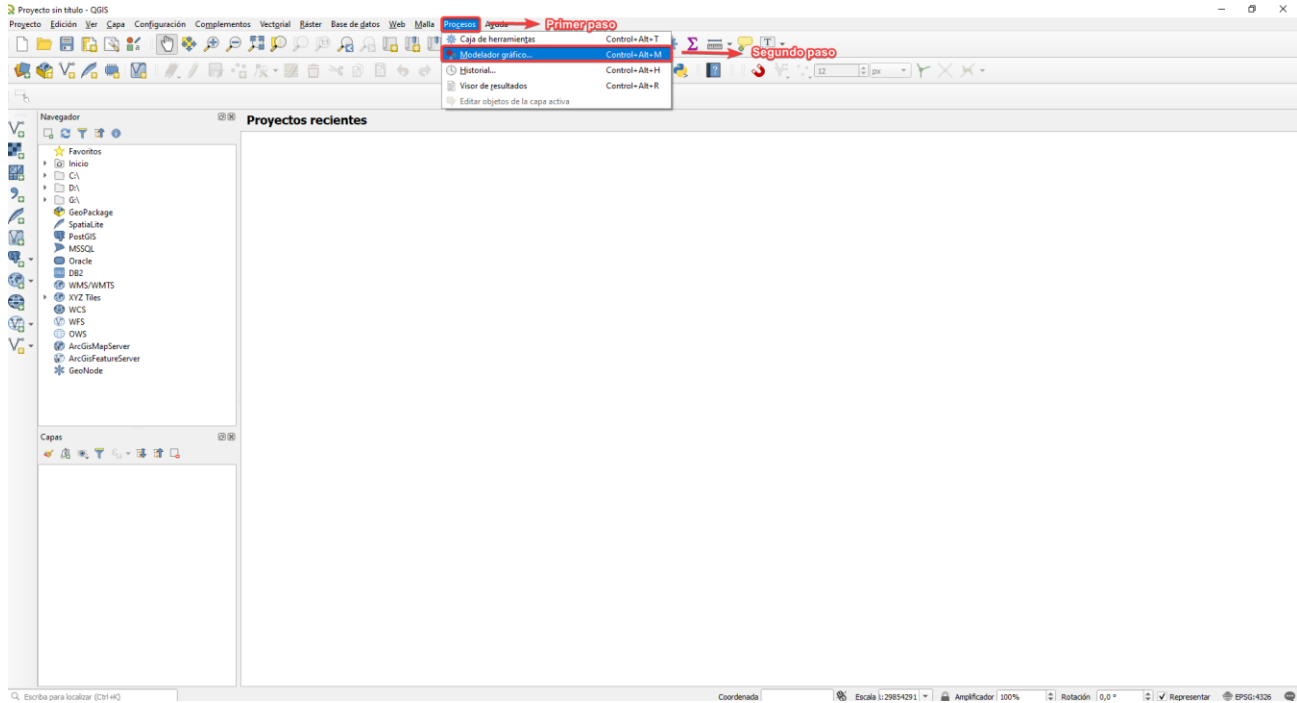 Proyecto sin título - QGIS
Proyecto Edición Ver Capa Configuración Complementos Vectorial Ráster Base de datos Web Malla Procesos Ayuda
Primer paso
Caja de herramientas Control+Alt+T
Modelador gráfico... Control+Alt+M
Segundo paso
Historial... Control+Alt+H
Visor de resultados Control+Alt+R
Editar objetos de la capa activa
12 px
Navegador
Proyectos recientes
Favoritos
Inicio
C:\
D:\
G:\
GeoPackage
SpatiaLite
PostGIS
MSSQL
Oracle
DB2
WMS/WMTS
XYZ Tiles
WCS
WFS
OWS
ArcGisMapServer
ArcGisFeatureServer
GeoNode
Capas
Escriba para localizar (Ctrl+K)
Coordenada
Escala 1:29854291
Amplificador 100%
Rotación 0,0 °
Representar
EPSG:4326